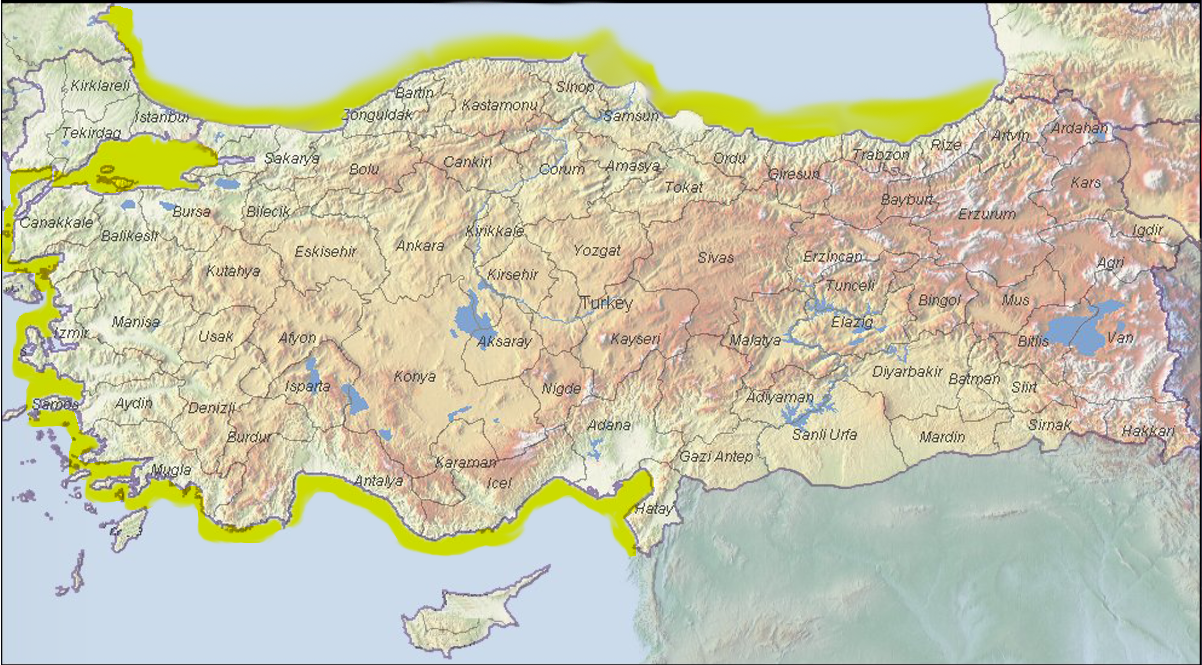 Kirklareli
Istanbul
Tekirdag
Zonguldak
Bartin
Kastamonu
Sinop
Samsun
Sakarya
Bolu
Cankiri
Corum
Amasya
Tokat
Ordu
Giresun
Trabzon
Rize
Artvin
Ardahan
Kars
Igdir
Canakkale
Balikesir
Bursa
Bilecik
Eskisehir
Ankara
Kirikkale
Yozgat
Sivas
Bayburt
Erzurum
Erzincan
Agri
Kutahya
Kirsehir
Turkey
Tunceli
Bingol
Mus
Izmir
Manisa
Usak
Afyon
Aksaray
Kayseri
Malatya
Elazig
Bitlis
Van
Samos
Aydin
Denizli
Isparta
Konya
Nigde
Adiyaman
Diyarbakir
Batman
Siirt
Burdur
Adana
Sanli Urfa
Mardin
Sirnak
Hakkari
Mugla
Antalya
Karaman
Icel
Gazi Antep
Hatay